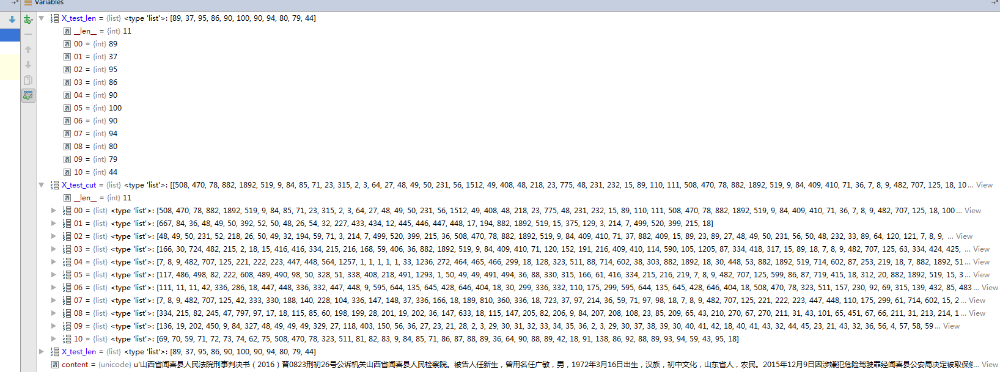 Variables
X_test_len = {list} <type 'list'>: [89, 37, 95, 86, 90, 100, 90, 94, 80, 79, 44]
__len__ = {int} 11
00 = {int} 89
01 = {int} 37
02 = {int} 95
03 = {int} 86
04 = {int} 90
05 = {int} 100
06 = {int} 90
07 = {int} 94
08 = {int} 80
09 = {int} 79
10 = {int} 44
X_test_cut = {list} <type 'list'>: [[508, 470, 78, 882, 1892, 519, 9, 84, 85, 71, 23, 315, 2, 3, 64, 27, 48, 49, 50, 231, 56, 1512, 49, 408, 48, 218, 23, 775, 48, 231, 232, 15, 89, 110, 111, 508, 470, 78, 882, 1892, 519, 9, 84, 409, 410, 71, 36, 7, 8, 9, 482, 707, 125, 18, 10... View
__len__ = {int} 11
00 = {list} <type 'list'>: [508, 470, 78, 882, 1892, 519, 9, 84, 85, 71, 23, 315, 2, 3, 64, 27, 48, 49, 50, 231, 56, 1512, 49, 408, 48, 218, 23, 775, 48, 231, 232, 15, 89, 110, 111, 508, 470, 78, 882, 1892, 519, 9, 84, 409, 410, 71, 36, 7, 8, 9, 482, 707, 125, 18, 100... View
01 = {list} <type 'list'>: [667, 84, 36, 48, 49, 50, 392, 52, 50, 48, 26, 54, 32, 227, 433, 434, 12, 445, 446, 447, 448, 17, 194, 882, 1892, 519, 15, 375, 129, 3, 214, 7, 499, 520, 399, 215, 18]
02 = {list} <type 'list'>: [48, 49, 50, 231, 52, 218, 26, 50, 49, 32, 194, 59, 71, 3, 214, 7, 499, 520, 399, 215, 36, 508, 470, 78, 882, 1892, 519, 9, 84, 409, 410, 71, 37, 882, 409, 15, 89, 23, 89, 27, 48, 49, 50, 231, 56, 50, 48, 232, 33, 89, 64, 120, 121, 7, 8, 9, ... View
03 = {list} <type 'list'>: [166, 30, 724, 482, 215, 2, 18, 15, 416, 416, 334, 215, 216, 168, 59, 406, 36, 882, 1892, 519, 9, 84, 409, 410, 71, 120, 152, 191, 216, 409, 410, 114, 590, 105, 1205, 87, 334, 418, 317, 15, 89, 18, 7, 8, 9, 482, 707, 125, 63, 334, 424, 425, ... View
04 = {list} <type 'list'>: [7, 8, 9, 482, 707, 125, 221, 222, 223, 447, 448, 564, 1257, 1, 1, 1, 1, 1, 33, 1236, 272, 464, 465, 466, 299, 18, 128, 323, 511, 88, 714, 602, 38, 303, 882, 1892, 18, 30, 448, 53, 882, 1892, 519, 714, 602, 87, 253, 219, 18, 7, 882, 1892, 51... View
05 = {list} <type 'list'>: [117, 486, 498, 82, 222, 608, 489, 490, 98, 50, 328, 51, 338, 408, 218, 491, 1293, 1, 50, 49, 49, 491, 494, 36, 88, 330, 315, 166, 61, 416, 334, 215, 216, 219, 7, 8, 9, 482, 707, 125, 599, 86, 87, 719, 415, 18, 312, 20, 882, 1892, 519, 15, 3... View
06 = {list} <type 'list'>: [111, 11, 11, 42, 336, 286, 18, 447, 448, 336, 332, 447, 448, 9, 595, 644, 135, 645, 428, 646, 404, 18, 30, 299, 336, 332, 110, 175, 299, 595, 644, 135, 645, 428, 646, 404, 18, 508, 470, 78, 323, 511, 157, 230, 92, 69, 315, 139, 432, 85, 483... View
07 = {list} <type 'list'>: [7, 8, 9, 482, 707, 125, 42, 333, 330, 188, 140, 228, 104, 336, 147, 148, 37, 336, 166, 18, 189, 810, 360, 336, 18, 723, 37, 97, 214, 36, 59, 71, 97, 98, 18, 7, 8, 9, 482, 707, 125, 221, 222, 223, 447, 448, 110, 175, 299, 61, 714, 602, 15, 2... View
08 = {list} <type 'list'>: [334, 215, 82, 245, 47, 797, 97, 17, 18, 115, 85, 60, 198, 199, 28, 201, 19, 202, 36, 147, 633, 18, 115, 147, 205, 82, 206, 9, 84, 207, 208, 108, 23, 85, 209, 65, 43, 210, 270, 67, 270, 211, 31, 43, 101, 65, 451, 67, 66, 211, 31, 213, 214, 1... View
09 = {list} <type 'list'>: [136, 19, 202, 450, 9, 84, 327, 48, 49, 49, 49, 329, 27, 118, 403, 150, 56, 36, 27, 23, 21, 28, 2, 3, 29, 30, 31, 32, 33, 34, 35, 36, 2, 3, 29, 30, 37, 38, 39, 30, 40, 41, 42, 18, 40, 41, 43, 32, 44, 45, 23, 21, 43, 32, 36, 56, 4, 57, 58, 59... View
10 = {list} <type 'list'>: [69, 70, 59, 71, 72, 73, 74, 62, 75, 508, 470, 78, 323, 511, 81, 82, 83, 9, 84, 85, 71, 86, 87, 88, 89, 36, 64, 90, 88, 89, 42, 18, 91, 138, 86, 92, 88, 89, 93, 94, 59, 43, 95, 18]
X_test_len = {list} <type 'list'>: [89, 37, 95, 86, 90, 100, 90, 94, 80, 79, 44]
content = {unicode} u'山西省闻喜县人民法院刑事判决书（2016）晋0823刑初26号公诉机关山西省闻喜县人民检察院。被告人任新生，曾用名任广敏，男，1972年3月16日出生，汉族，初中文化，山东省人，农民。2015年12月9日因涉嫌犯危险驾驶罪经闻喜县公安局决定被取保候... View